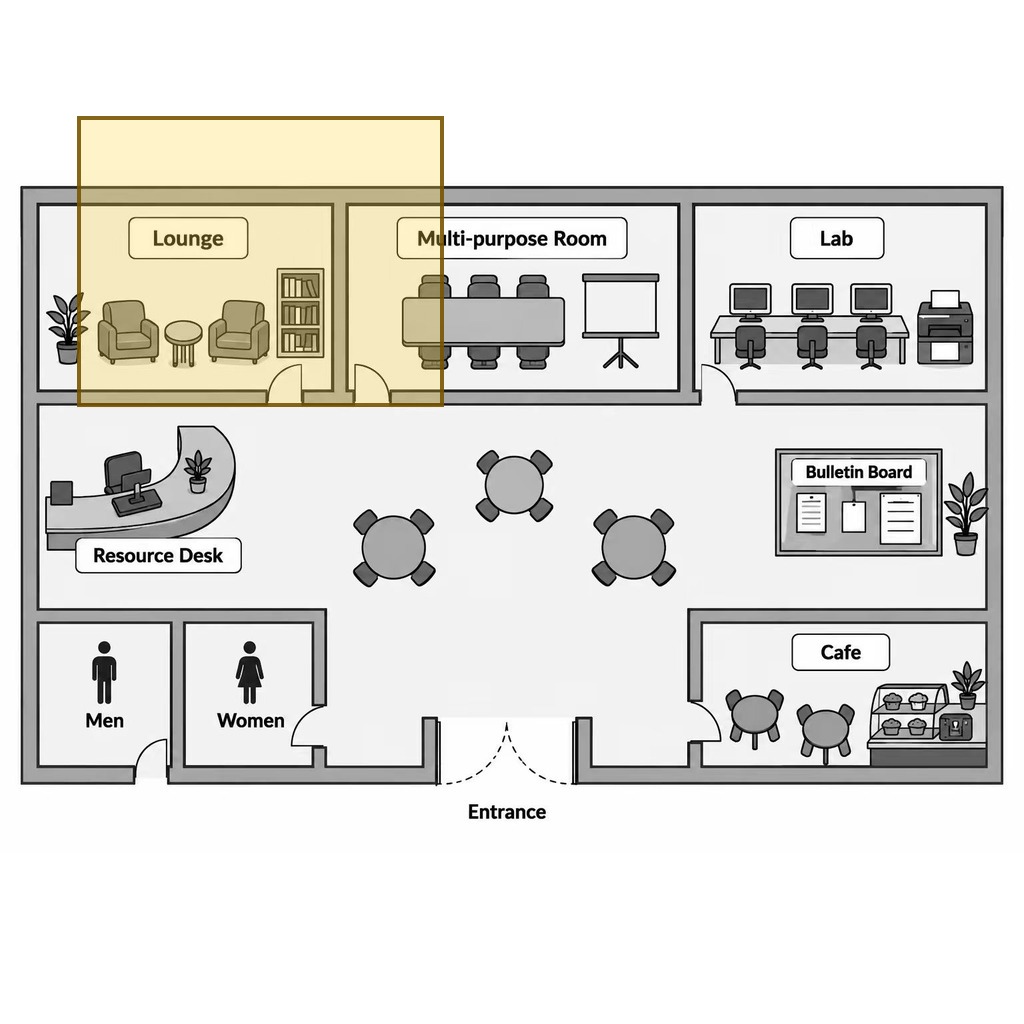 Lounge
Multi-purpose Room
Lab
Bulletin Board
Resource Desk
Cafe
Men
Women
Entrance